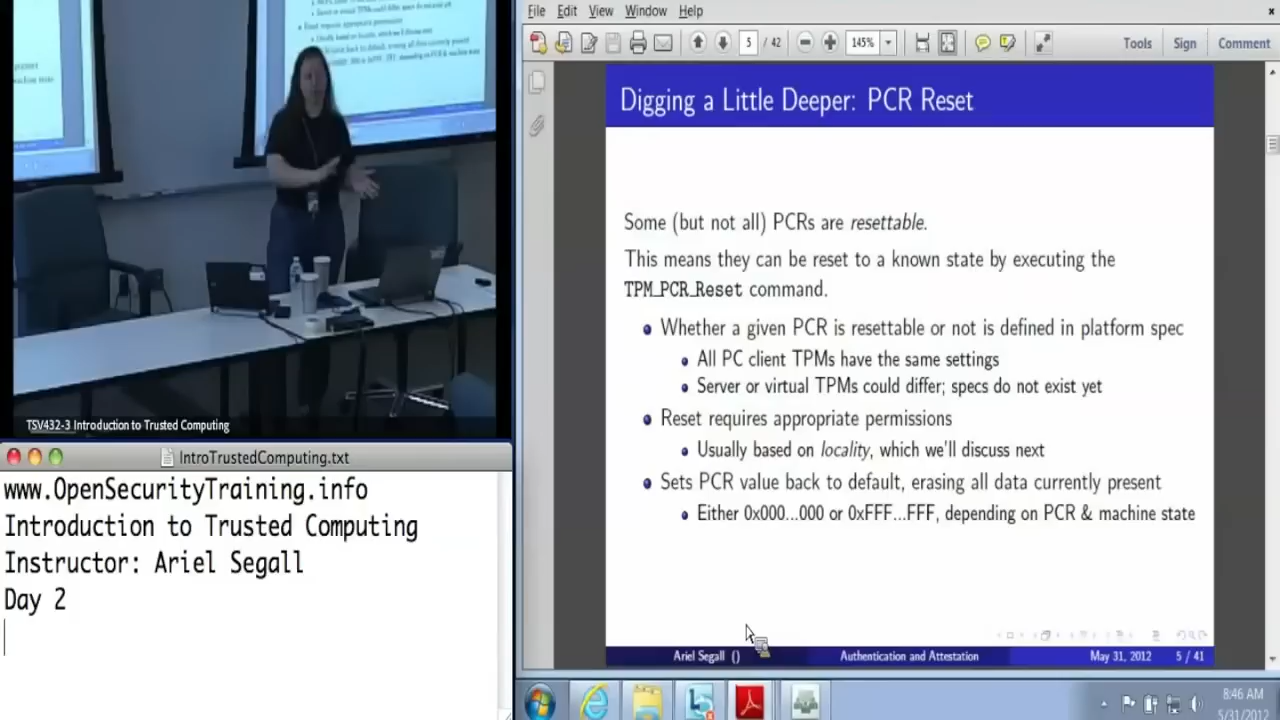 File Edit View Window Help
5 / 42 145% Tools Sign Comment
Digging a Little Deeper: PCR Reset
Some (but not all) PCRs are resettable.
This means they can be reset to a known state by executing the
TPM_PCR_Reset command.
Whether a given PCR is resettable or not is defined in platform spec
All PC client TPMs have the same settings
Server or virtual TPMs could differ; specs do not exist yet
Reset requires appropriate permissions
Usually based on locality, which we'll discuss next
Sets PCR value back to default, erasing all data currently present
Either 0x000...000 or 0xFFF...FFF, depending on PCR & machine state
Ariel Segall () Authentication and Attestation May 31, 2012 5 / 41
8:46 AM
5/31/2012
TSV432-3 Introduction to Trusted Computing
IntroTrustedComputing.txt
www.OpenSecurityTraining.info
Introduction to Trusted Computing
Instructor: Ariel Segall
Day 2